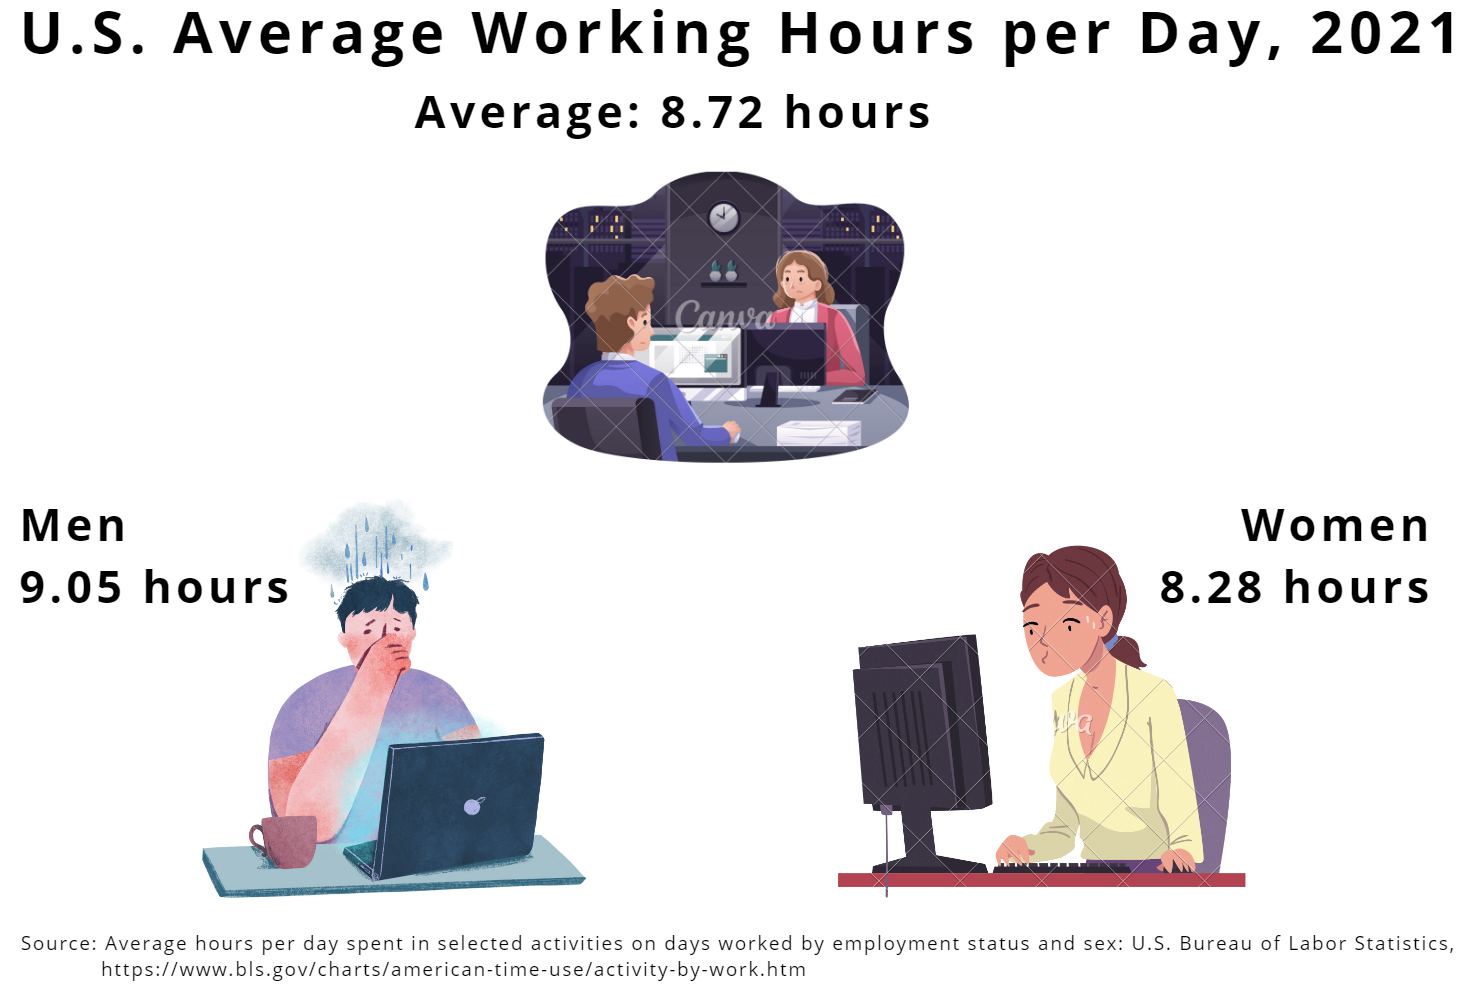 U.S. Average Working Hours per Day, 2021
Average: 8.72 hours
Canva
Men
9.05 hours
Women
8.28 hours
Source: Average hours per day spent in selected activities on days worked by employment status and sex: U.S. Bureau of Labor Statistics,
https://www.bls.gov/charts/american-time-use/activity-by-work.htm